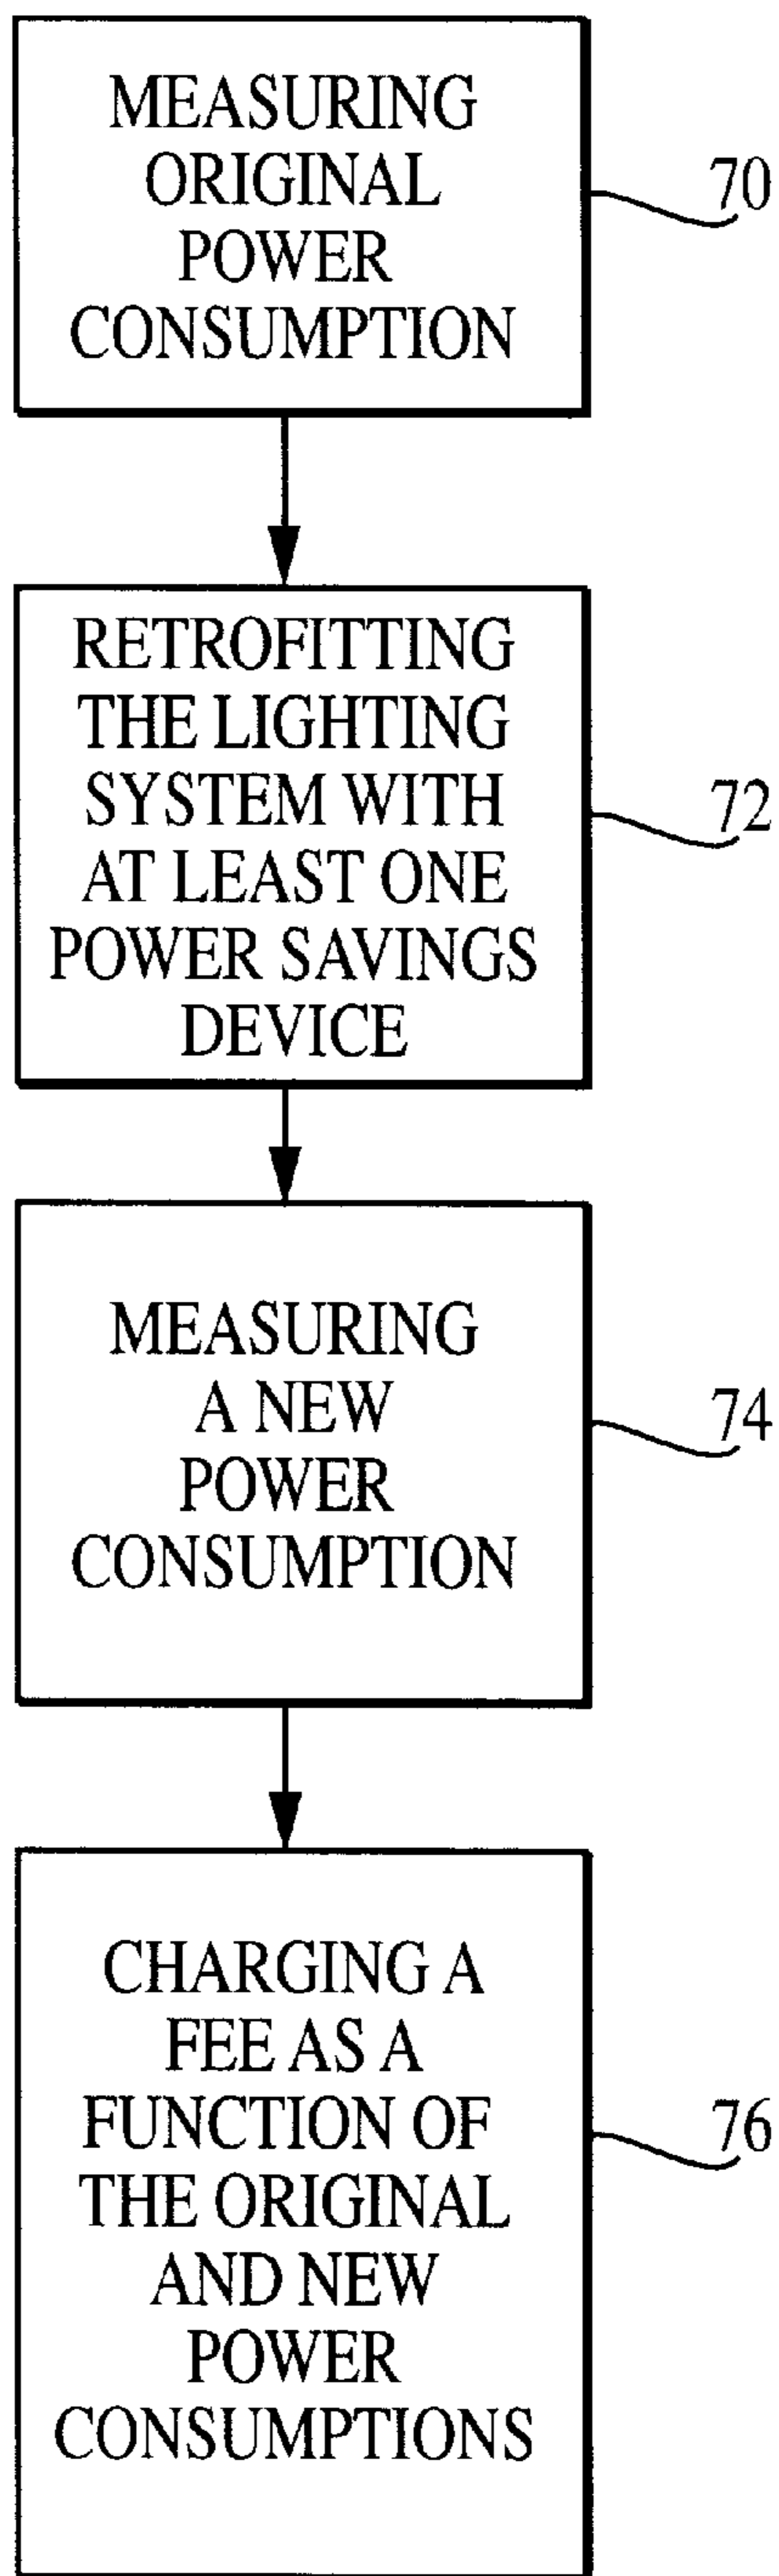 MEASURING
ORIGINAL
POWER
CONSUMPTION
70
RETROFITTING
THE LIGHTING
SYSTEM WITH
AT LEAST ONE
POWER SAVINGS
DEVICE
72
MEASURING
A NEW
POWER
CONSUMPTION
74
CHARGING A
FEE AS A
FUNCTION OF
THE ORIGINAL
AND NEW
POWER
CONSUMPTIONS
76